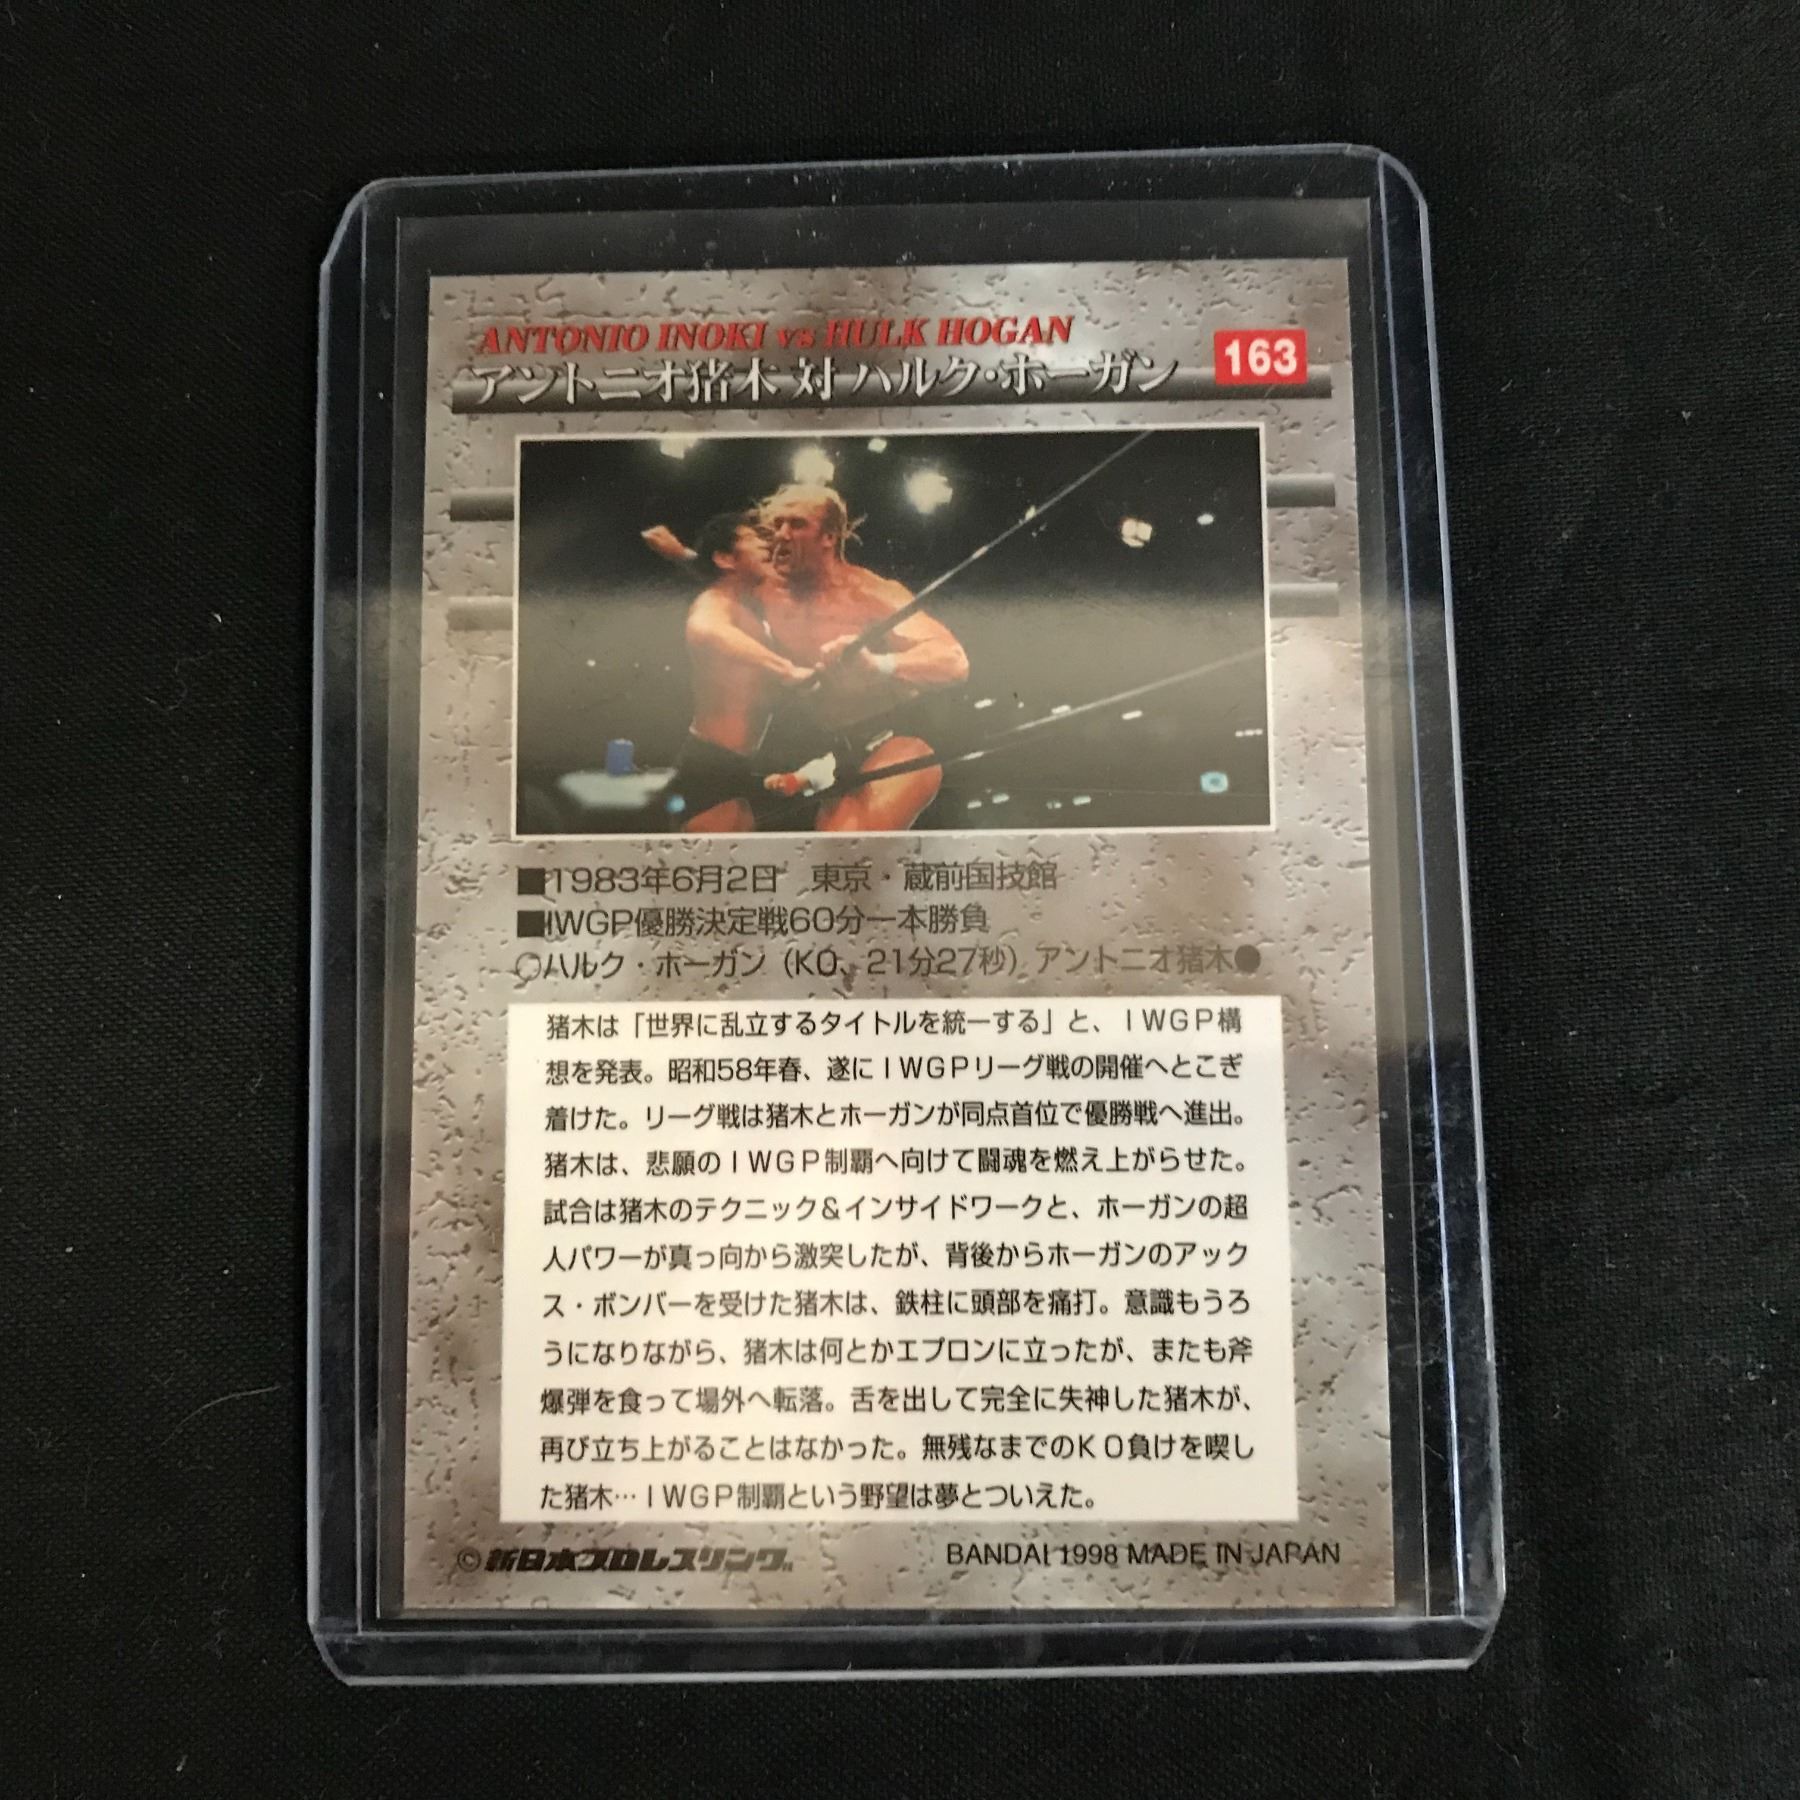 ANTONIO INOKI vs HULK HOGAN
アントニオ猪木 対 ハルク・ホーガン
163
■1983年6月2日 東京・蔵前国技館
■IWGP優勝決定戦60分一本勝負
○ハルク・ホーガン（KO、21分27秒）アントニオ猪木●
猪木は「世界に乱立するタイトルを統一する」と、IWGP構
想を発表。昭和58年春、遂にIWGPリーグ戦の開催へとこぎ
着けた。リーグ戦は猪木とホーガンが同点首位で優勝戦へ進出。
猪木は、悲願のIWGP制覇へ向けて闘魂を燃え上がらせた。
試合は猪木のテクニック＆インサイドワークと、ホーガンの超
人パワーが真っ向から激突したが、背後からホーガンのアック
ス・ボンバーを受けた猪木は、鉄柱に頭部を痛打。意識もうろ
うになりながら、猪木は何とかエプロンに立ったが、またも斧
爆弾を食って場外へ転落。舌を出して完全に失神した猪木が、
再び立ち上がることはなかった。無残なまでのKO負けを喫し
た猪木…IWGP制覇という野望は夢とついえた。
©新日本プロレスリング BANDAI 1998 MADE IN JAPAN